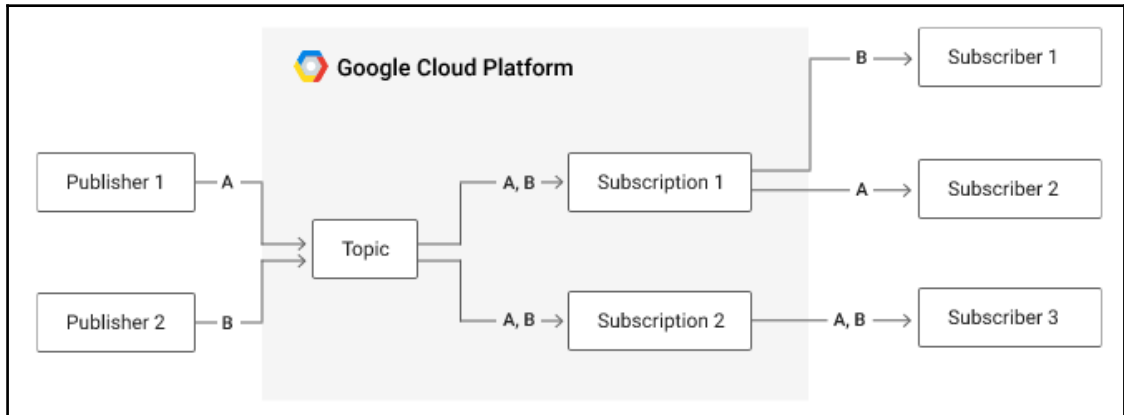 Google Cloud Platform
B
Subscriber 1
Publisher 1
A
A, B
Subscription 1
A
Subscriber 2
Topic
Publisher 2
B
A, B
Subscription 2
A, B
Subscriber 3